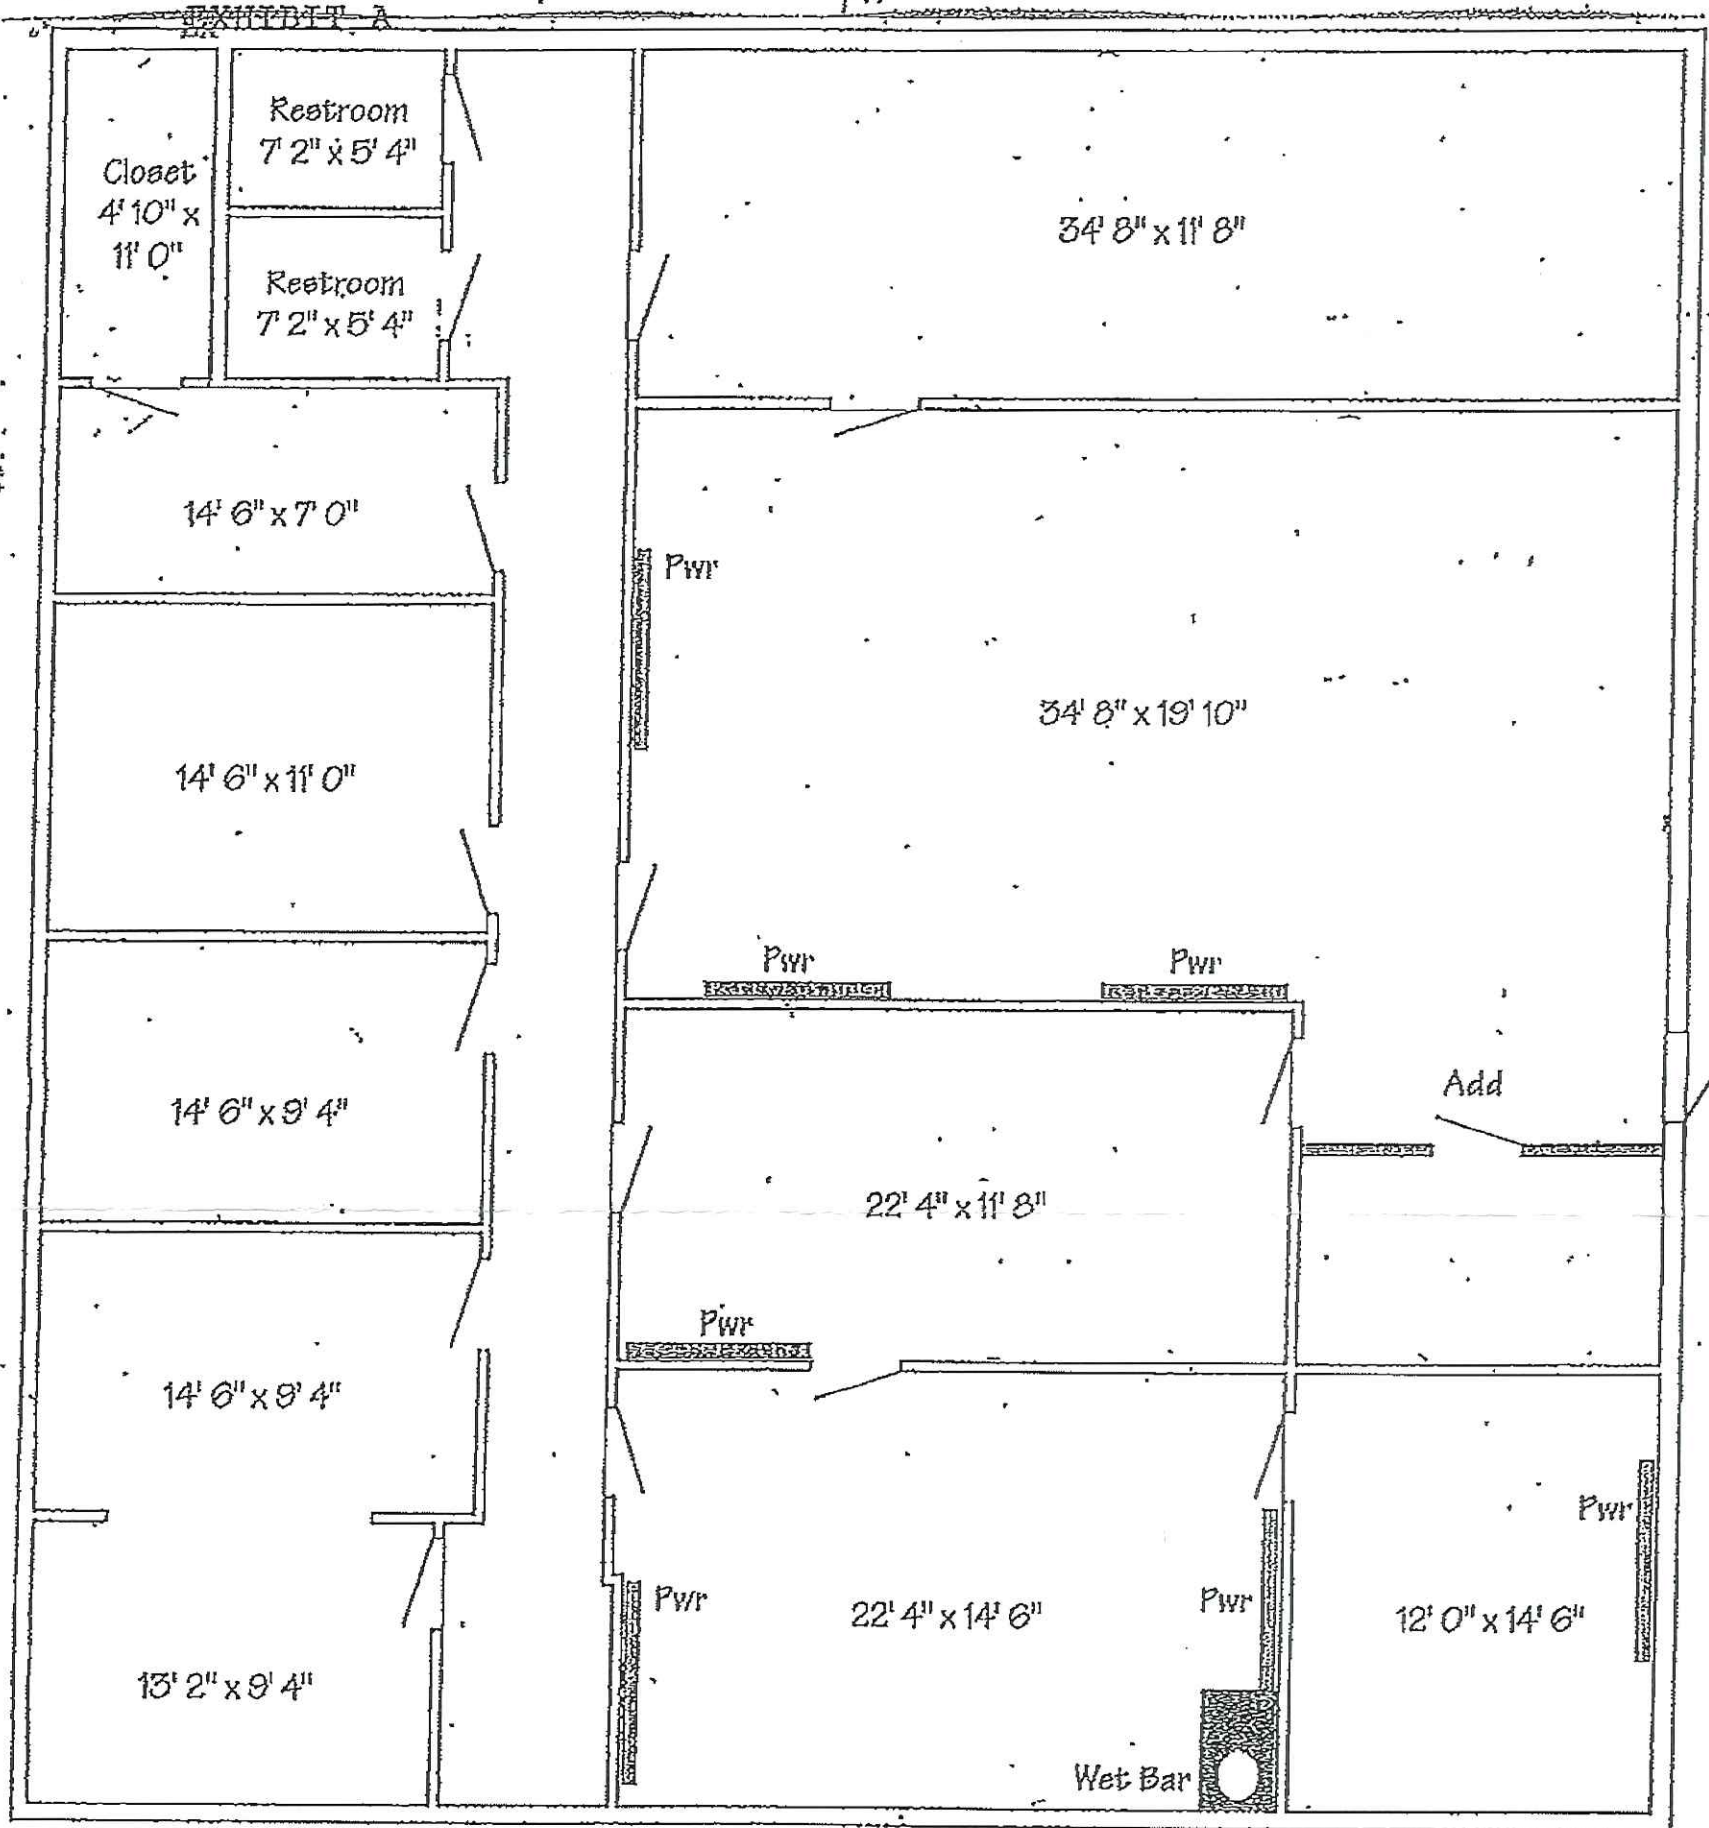 EXHIBIT A
Restroom
7' 2" x 5' 4"
Closet
4' 10" x
11' 0"
Restroom
7' 2" x 5' 4"
34' 8" x 11' 8"
14' 6" x 7' 0"
Pwr
34' 8" x 19' 10"
14' 6" x 11' 0"
Pwr
Pwr
Add
14' 6" x 9' 4"
22' 4" x 11' 8"
Pwr
14' 6" x 9' 4"
Pwr
Pwr
Pwr
22' 4" x 14' 6"
12' 0" x 14' 6"
13' 2" x 9' 4"
Wet Bar